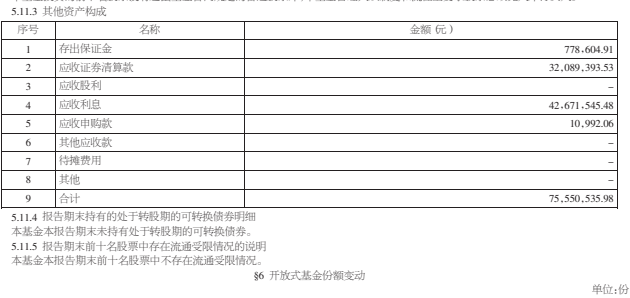 5.11.3 其他资产构成
序号 名称 金额(元)
1 存出保证金 778,604.91
2 应收证券清算款 32,089,393.53
3 应收股利 –
4 应收利息 42,671,545.48
5 应收申购款 10,992.06
6 其他应收款 –
7 待摊费用 –
8 其他 –
9 合计 75,550,535.98
5.11.4 报告期末持有的处于转股期的可转换债券明细
本基金本报告期末未持有处于转股期的可转换债券。
5.11.5 报告期末前十名股票中存在流通受限情况的说明
本基金本报告期末前十名股票中不存在流通受限情况。
§6 开放式基金份额变动
单位:份